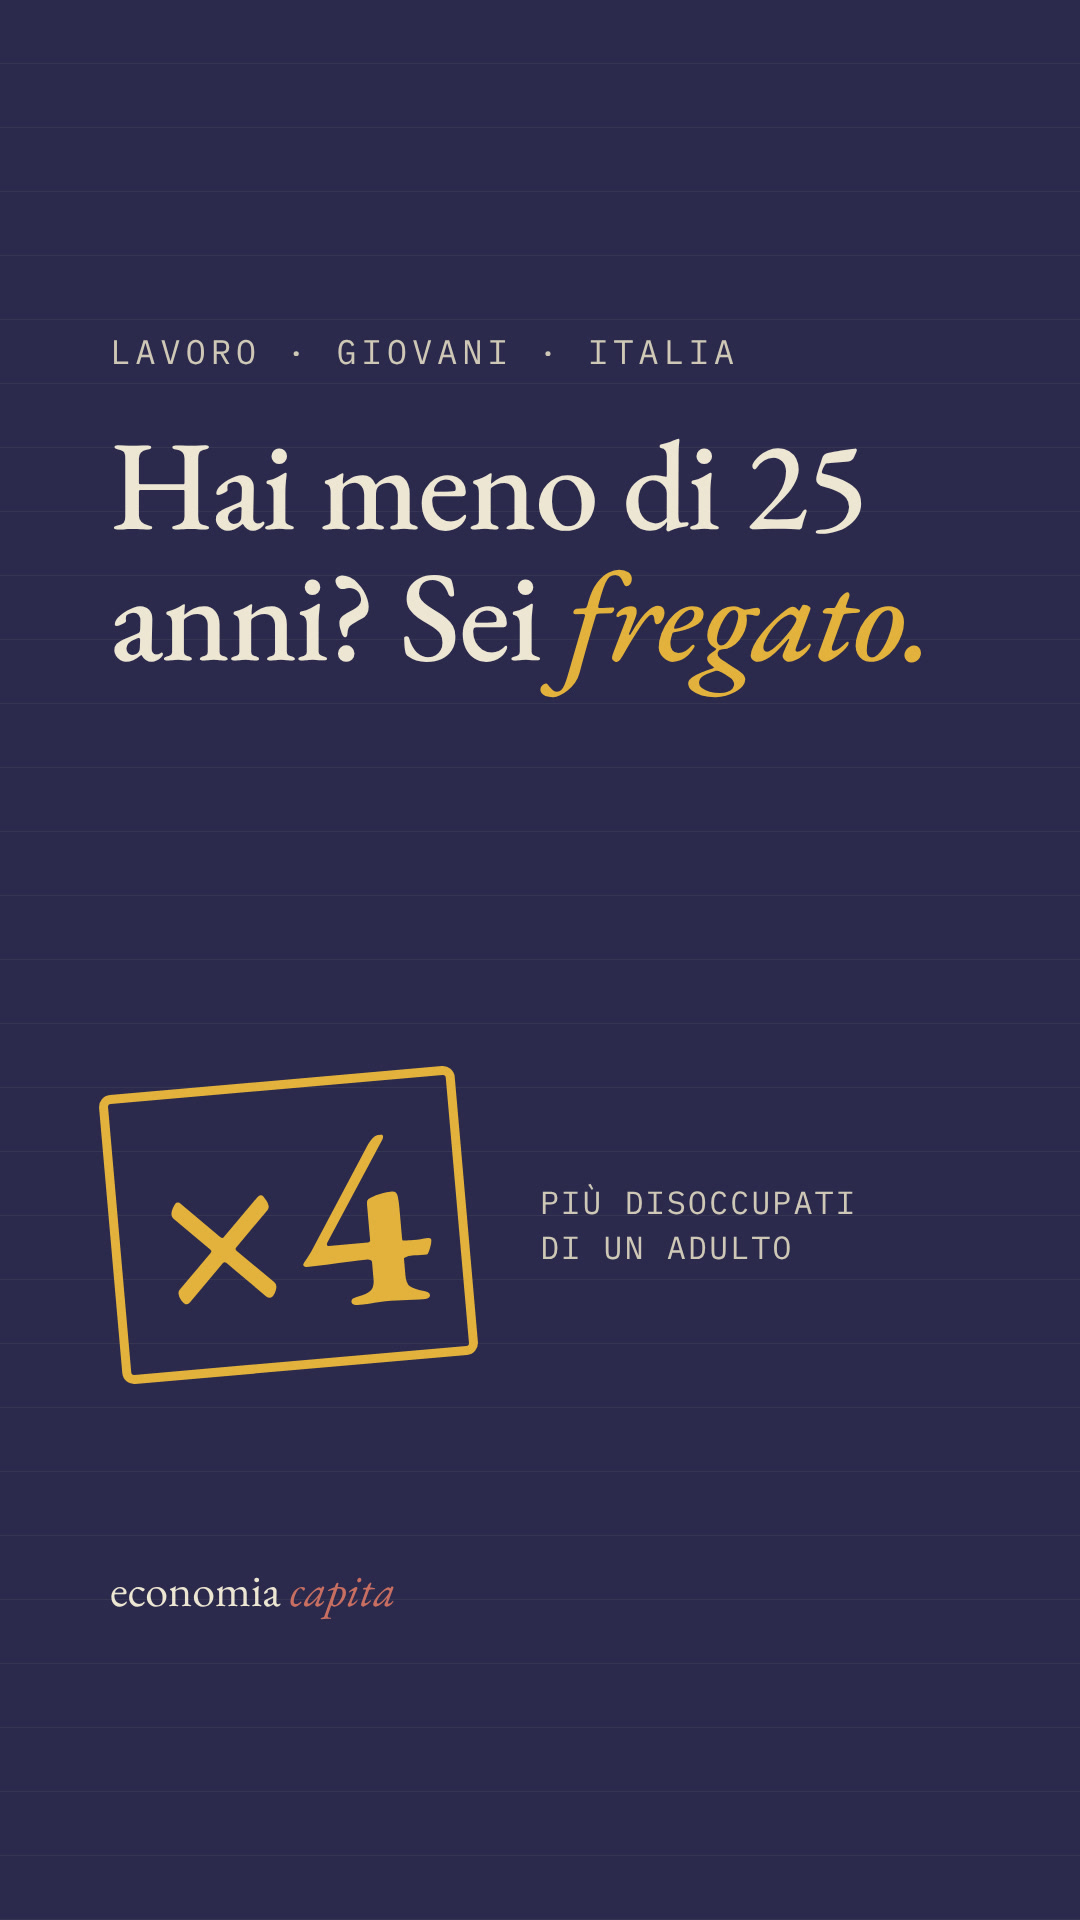 LAVORO · GIOVANI · ITALIA
Hai meno di 25
anni? Sei fregato.
×4
PIÙ DISOCCUPATI
DI UN ADULTO
economia capita